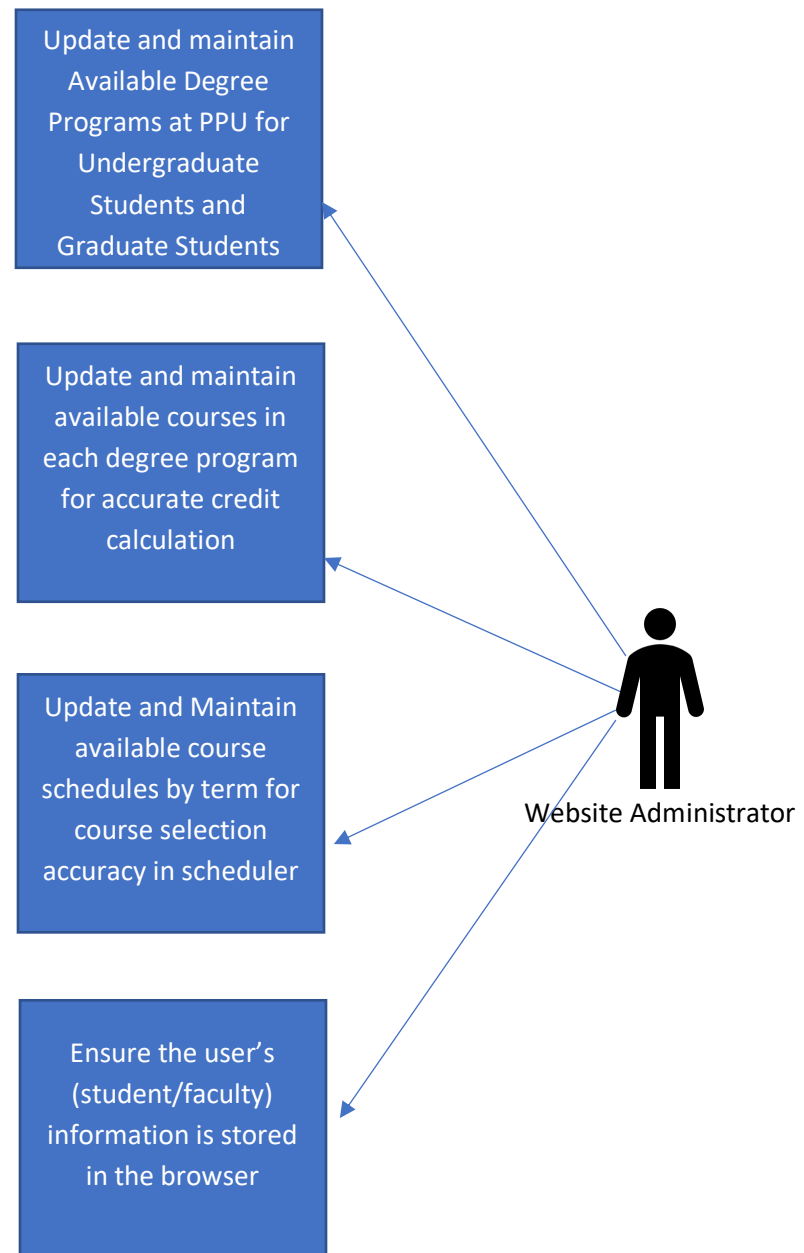 Update and maintain
Available Degree
Programs at PPU for
Undergraduate
Students and
Graduate Students
Update and maintain
available courses in
each degree program
for accurate credit
calculation
Update and Maintain
available course
schedules by term for
course selection
accuracy in scheduler
Website Administrator
Ensure the user’s
(student/faculty)
information is stored
in the browser